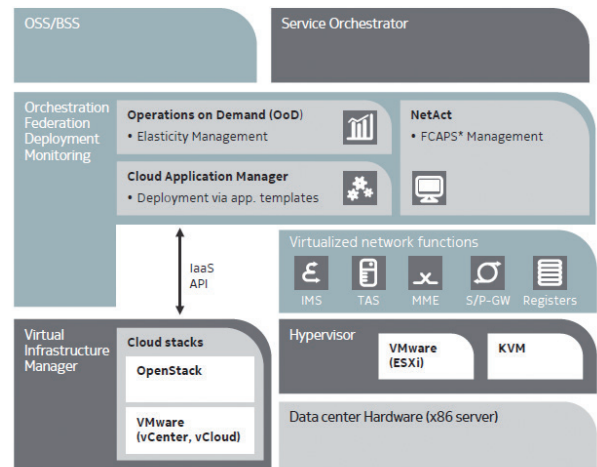 OSS/BSS
Service Orchestrator
Orchestration
Federation
Deployment
Monitoring
Operations on Demand (OoD)
• Elasticity Management
NetAct
• FCAPS* Management
Cloud Application Manager
• Deployment via app. templates
IaaS
API
Virtualized network functions
IMS
TAS
MME
S/P-GW
Registers
Virtual
Infrastructure
Manager
Cloud stacks
OpenStack
VMware
(vCenter, vCloud)
Hypervisor
VMware
(ESXi)
KVM
Data center Hardware (x86 server)